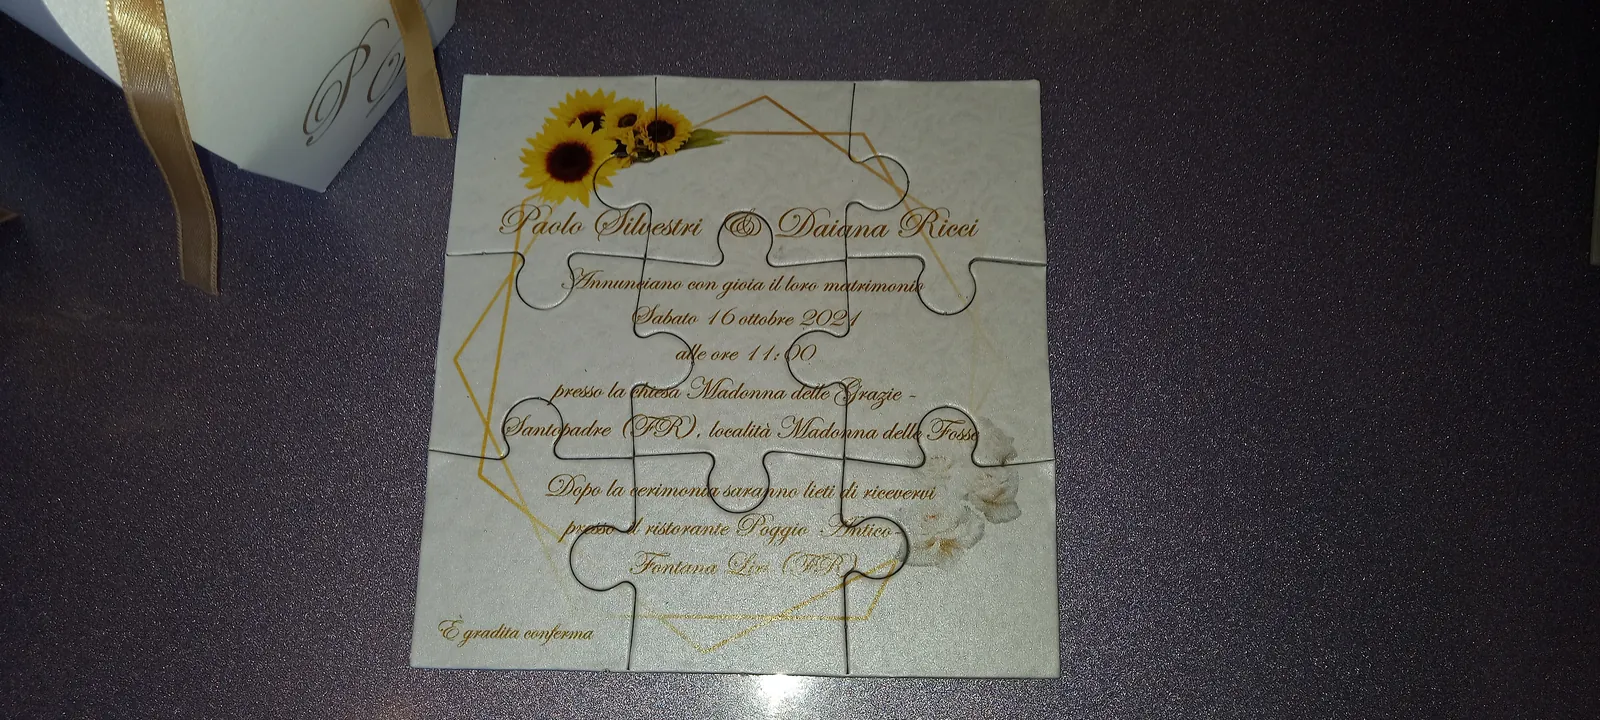 P &
Paolo Silvestri & Daiana Ricci
Annunciano con gioia il loro matrimonio
Sabato 16 ottobre 2021
alle ore 11:00
presso la chiesa Madonna delle Grazie -
Santopadre (FR), località Madonna delle Fosse
Dopo la cerimonia saranno lieti di ricevervi
presso il ristorante Poggio Antico -
Fontana Liri (FR)
È gradita conferma